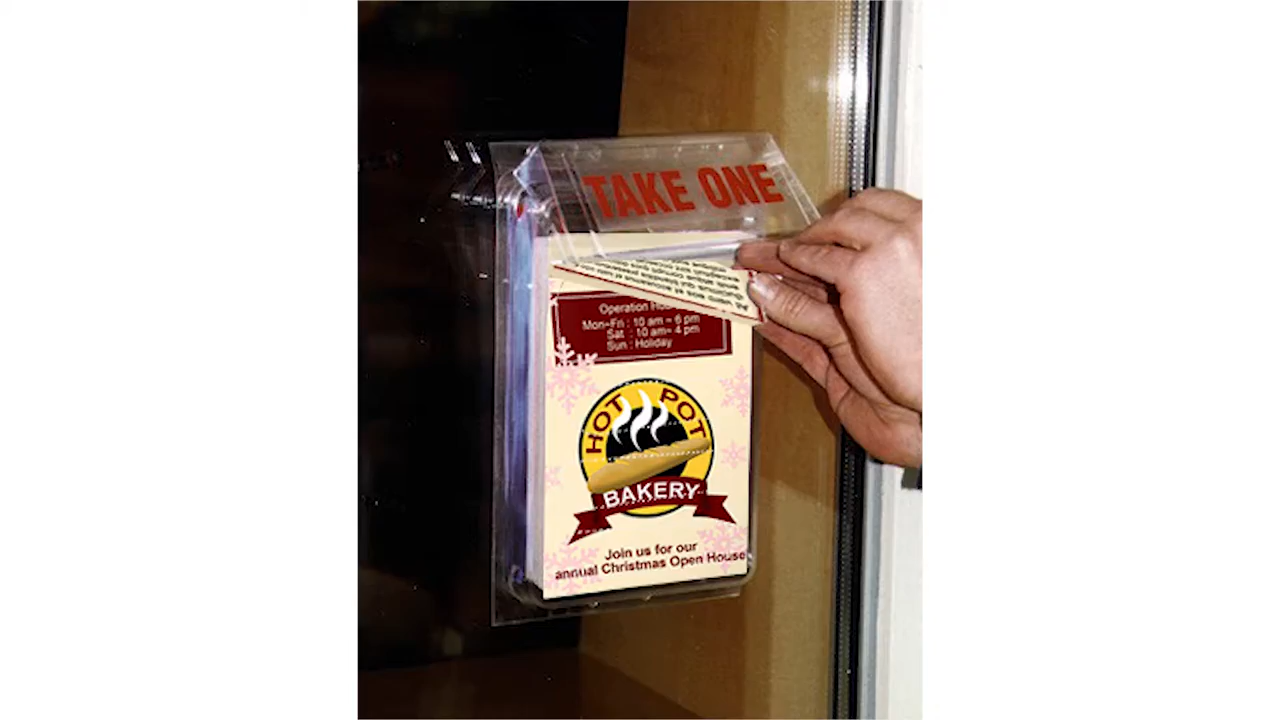 TAKE ONE
Operation
Mon-Fri : 10 am - 6 pm
Sat : 10 am- 4 pm
Sun : Holiday
HOT POT
BAKERY
Join us for our
annual Christmas Open House